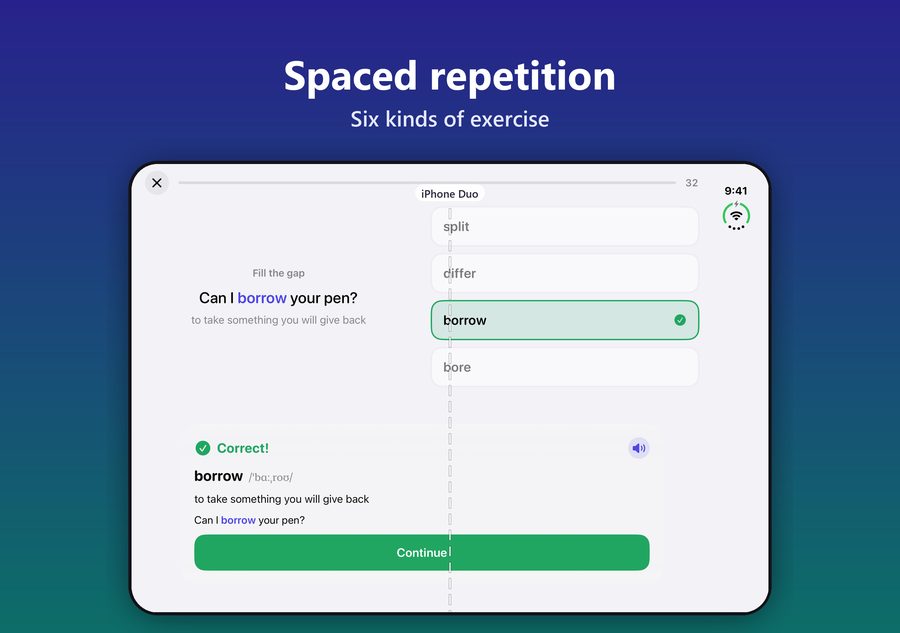 Spaced repetition
Six kinds of exercise
32
iPhone Duo
9:41
split
Fill the gap
differ
Can I borrow your pen?
to take something you will give back
borrow
bore
Correct!
borrow /ˈbɑːˌroʊ/
to take something you will give back
Can I borrow your pen?
Continue